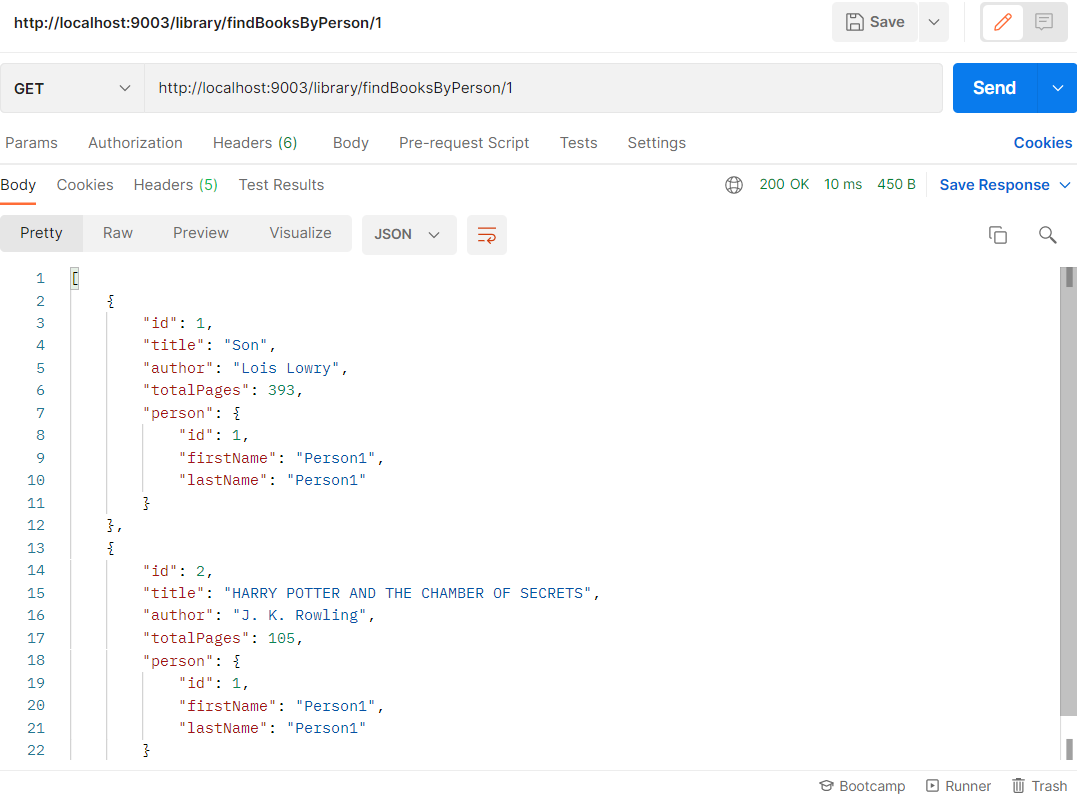 http://localhost:9003/library/findBooksByPerson/1
Save
GET
http://localhost:9003/library/findBooksByPerson/1
Send
Params Authorization Headers (6) Body Pre-request Script Tests Settings Cookies
Body Cookies Headers (5) Test Results 200 OK 10 ms 450 B Save Response
Pretty Raw Preview Visualize JSON
1 [
2 {
3 "id": 1,
4 "title": "Son",
5 "author": "Lois Lowry",
6 "totalPages": 393,
7 "person": {
8 "id": 1,
9 "firstName": "Person1",
10 "lastName": "Person1"
11 }
12 },
13 {
14 "id": 2,
15 "title": "HARRY POTTER AND THE CHAMBER OF SECRETS",
16 "author": "J. K. Rowling",
17 "totalPages": 105,
18 "person": {
19 "id": 1,
20 "firstName": "Person1",
21 "lastName": "Person1"
22 }
Bootcamp Runner Trash